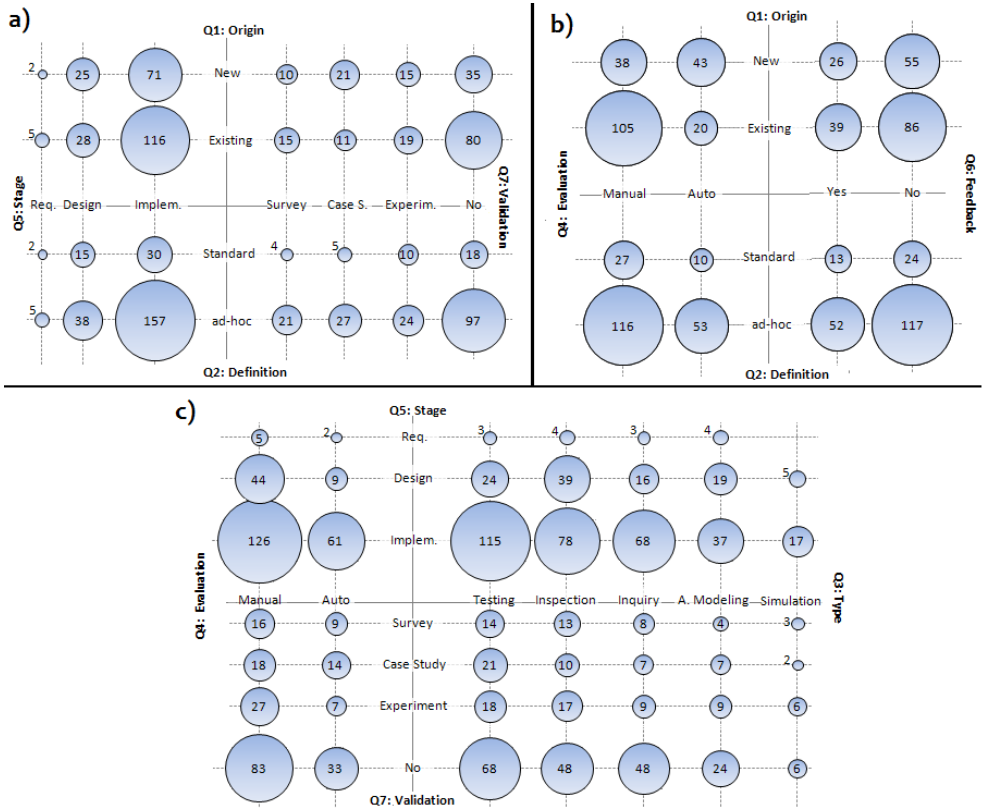 a)
Q1: Origin
2 25 71 New 10 21 15 35
5 28 116 Existing 15 11 19 80
Q5: Stage
Q7: Validation
Req. Design Implem. Survey Case S. Experim. No
2 15 30 Standard 4 5 10 18
5 38 157 ad-hoc 21 27 24 97
Q2: Definition
b)
Q1: Origin
38 43 New 26 55
105 20 Existing 39 86
Q4: Evaluation
Q6: Feedback
Manual Auto Yes No
27 10 Standard 13 24
116 53 ad-hoc 52 117
Q2: Definition
c)
Q5: Stage
5 2 Req. 3 4 3 4
44 9 Design 24 39 16 19 5
126 61 Implem. 115 78 68 37 17
Q4: Evaluation
Q3: Type
Manual Auto Testing Inspection Inquiry A. Modeling Simulation
16 9 Survey 14 13 8 4 3
18 14 Case Study 21 10 7 7 2
27 7 Experiment 18 17 9 9 6
83 33 No 68 48 48 24 6
Q7: Validation